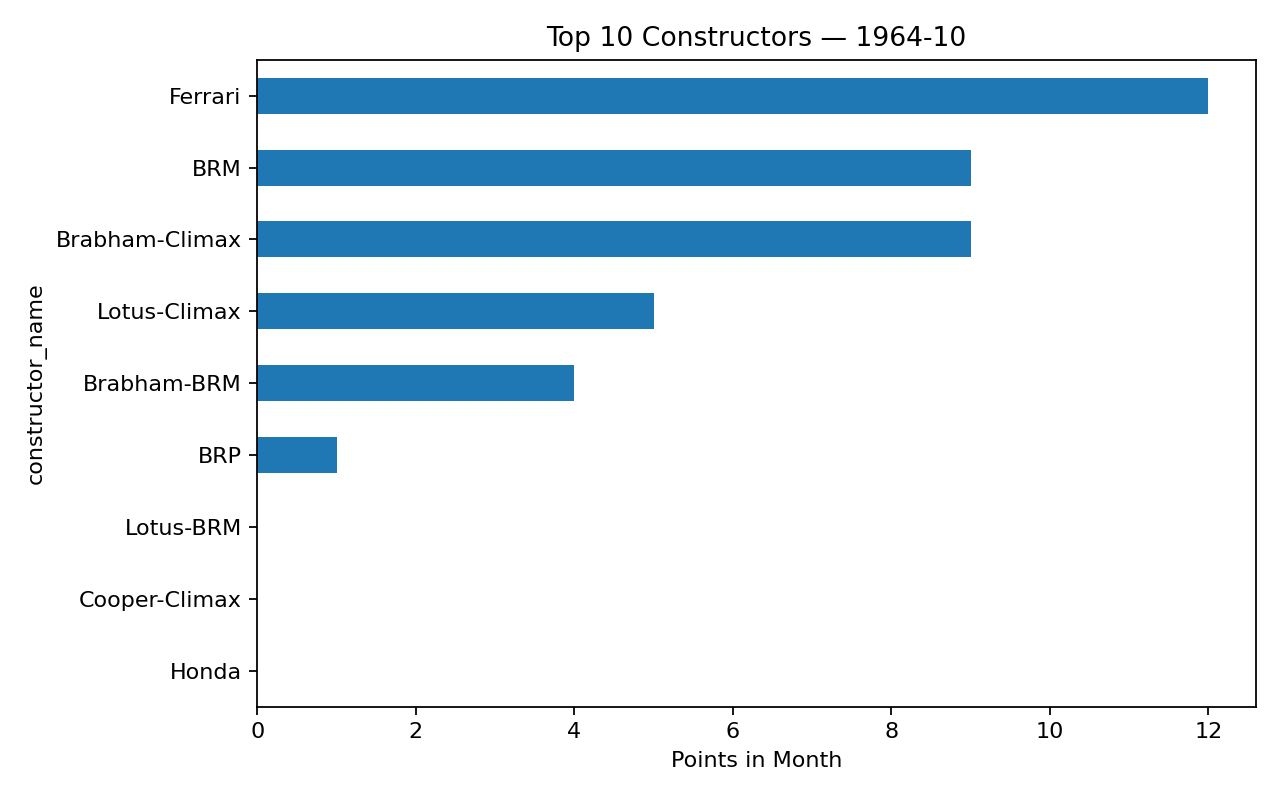 Top 10 Constructors — 1964-10
constructor_name
Ferrari
BRM
Brabham-Climax
Lotus-Climax
Brabham-BRM
BRP
Lotus-BRM
Cooper-Climax
Honda
0 2 4 6 8 10 12
Points in Month